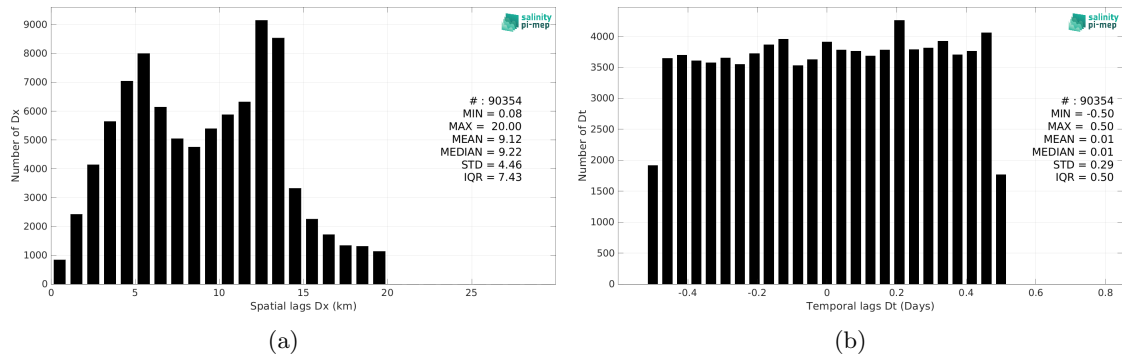 9000
8000
7000
6000
5000
4000
3000
2000
1000
0
Number of Dx
0 5 10 15 20 25
Spatial lags Dx (km)
salinity
pi-mep
# : 90354
MIN = 0.08
MAX = 20.00
MEAN = 9.12
MEDIAN = 9.22
STD = 4.46
IQR = 7.43
(a)
4000
3500
3000
2500
2000
1500
1000
500
0
Number of Dt
-0.4 -0.2 0 0.2 0.4 0.6 0.8
Temporal lags Dt (Days)
salinity
pi-mep
# : 90354
MIN = -0.50
MAX = 0.50
MEAN = 0.01
MEDIAN = 0.01
STD = 0.29
IQR = 0.50
(b)